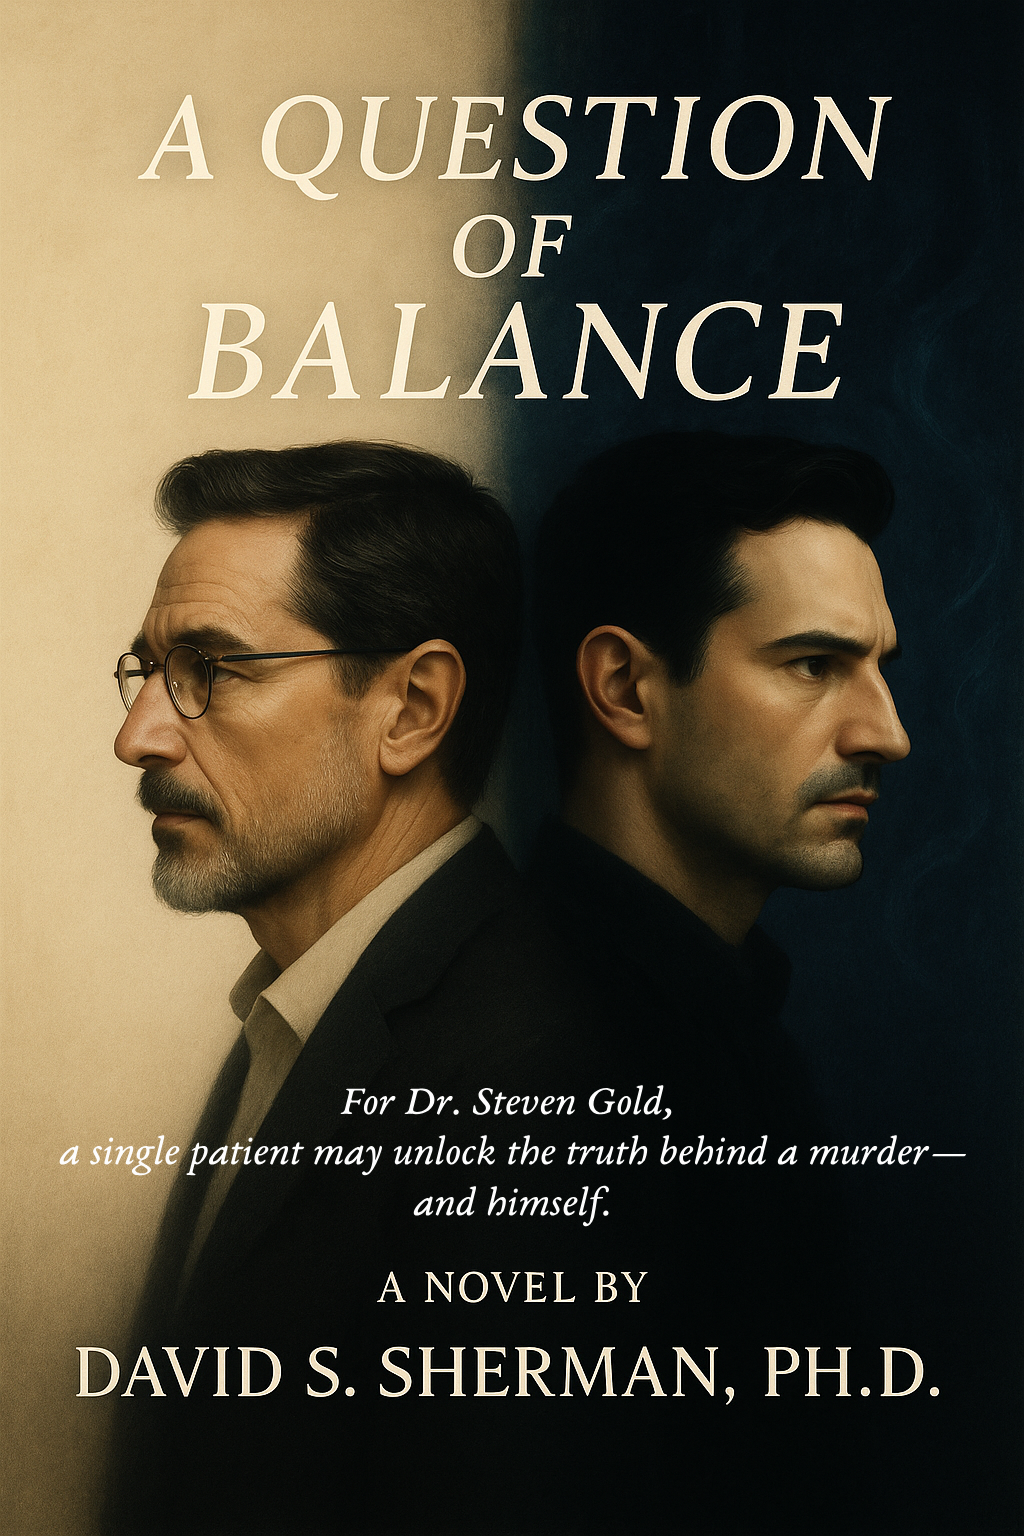 A QUESTION
OF
BALANCE
For Dr. Steven Gold,
a single patient may unlock the truth behind a murder—
and himself.
A NOVEL BY
DAVID S. SHERMAN, PH.D.